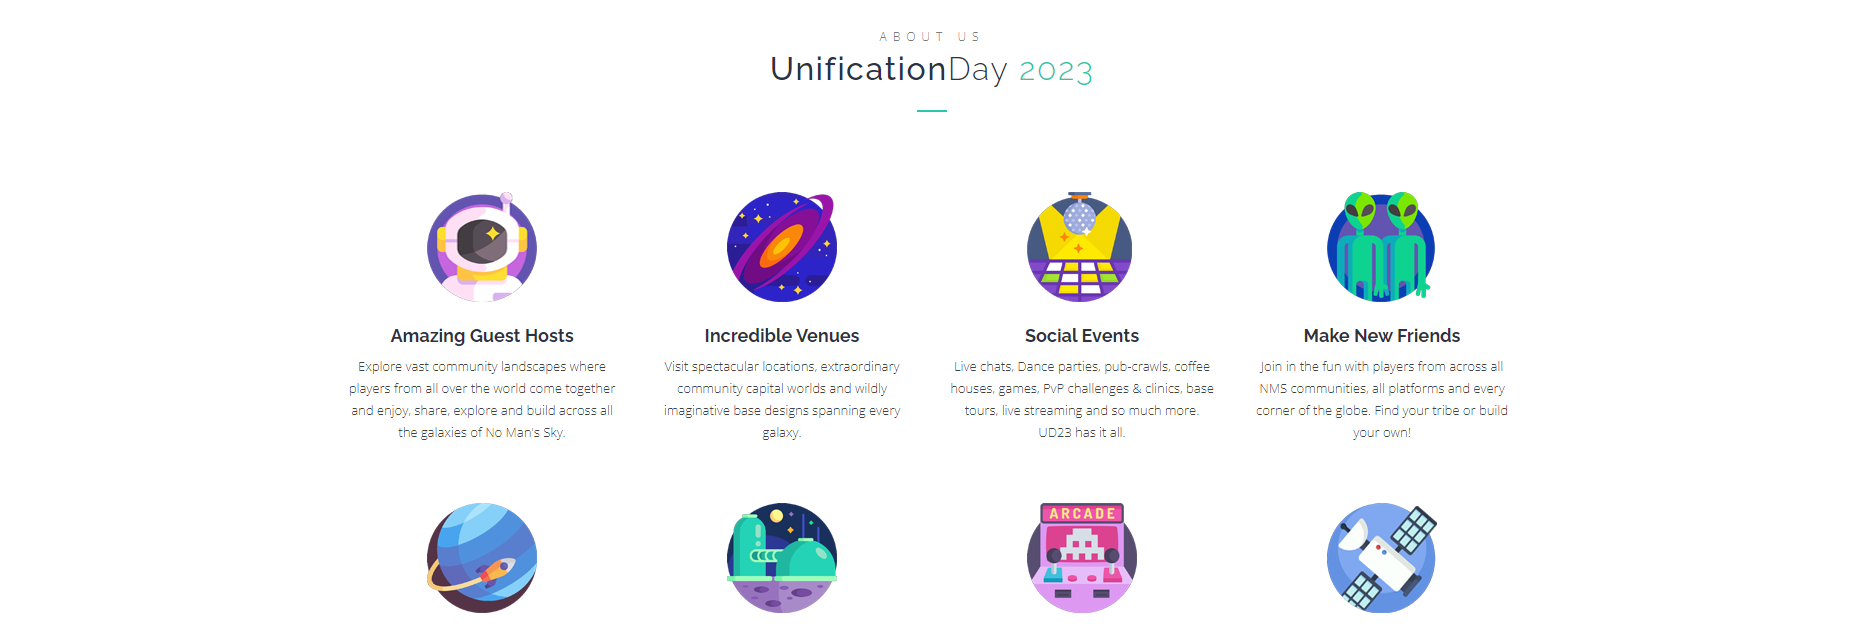 ABOUT US
UnificationDay 2023
Amazing Guest Hosts
Explore vast community landscapes where
players from all over the world come together
and enjoy, share, explore and build across all
the galaxies of No Man's Sky.
Incredible Venues
Visit spectacular locations, extraordinary
community capital worlds and wildly
imaginative base designs spanning every
galaxy.
Social Events
Live chats, Dance parties, pub-crawls, coffee
houses, games, PvP challenges & clinics, base
tours, live streaming and so much more.
UD23 has it all.
Make New Friends
Join in the fun with players from across all
NMS communities, all platforms and every
corner of the globe. Find your tribe or build
your own!
ARCADE